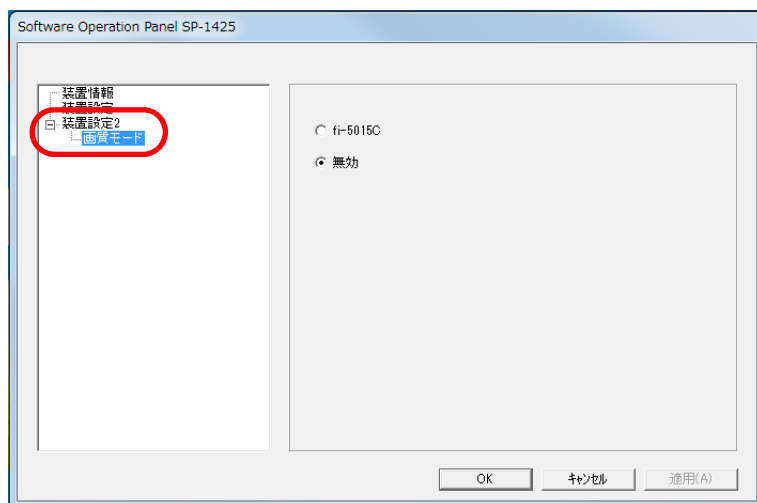 Software Operation Panel SP-1425
装置情報
装置設定
装置設定2
画質モード
fi-5015C
無効
OK
キャンセル
適用(A)